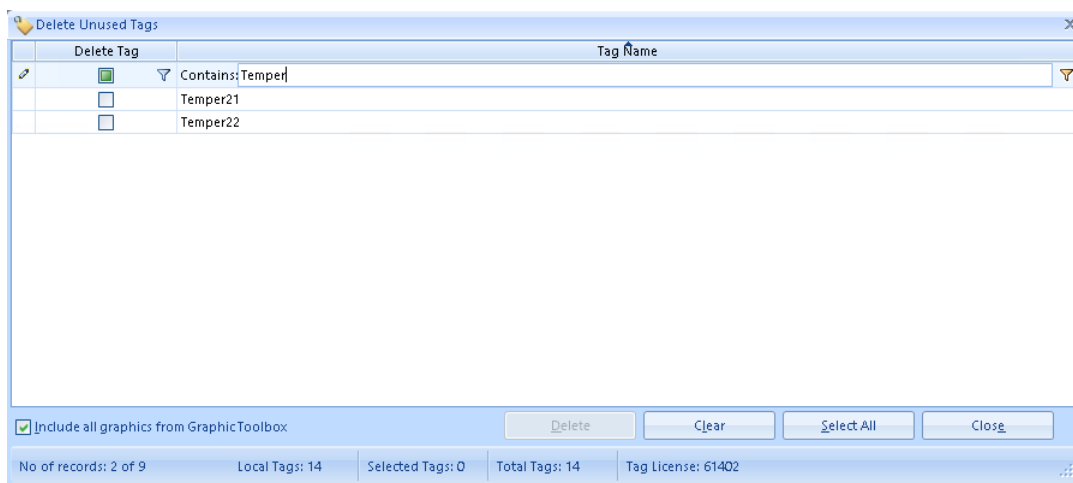 Delete Unused Tags
Delete Tag Tag Name
Contains: Temper
Temper21
Temper22
Include all graphics from GraphicToolbox Delete Clear Select All Close
No of records: 2 of 9 Local Tags: 14 Selected Tags: 0 Total Tags: 14 Tag License: 61402